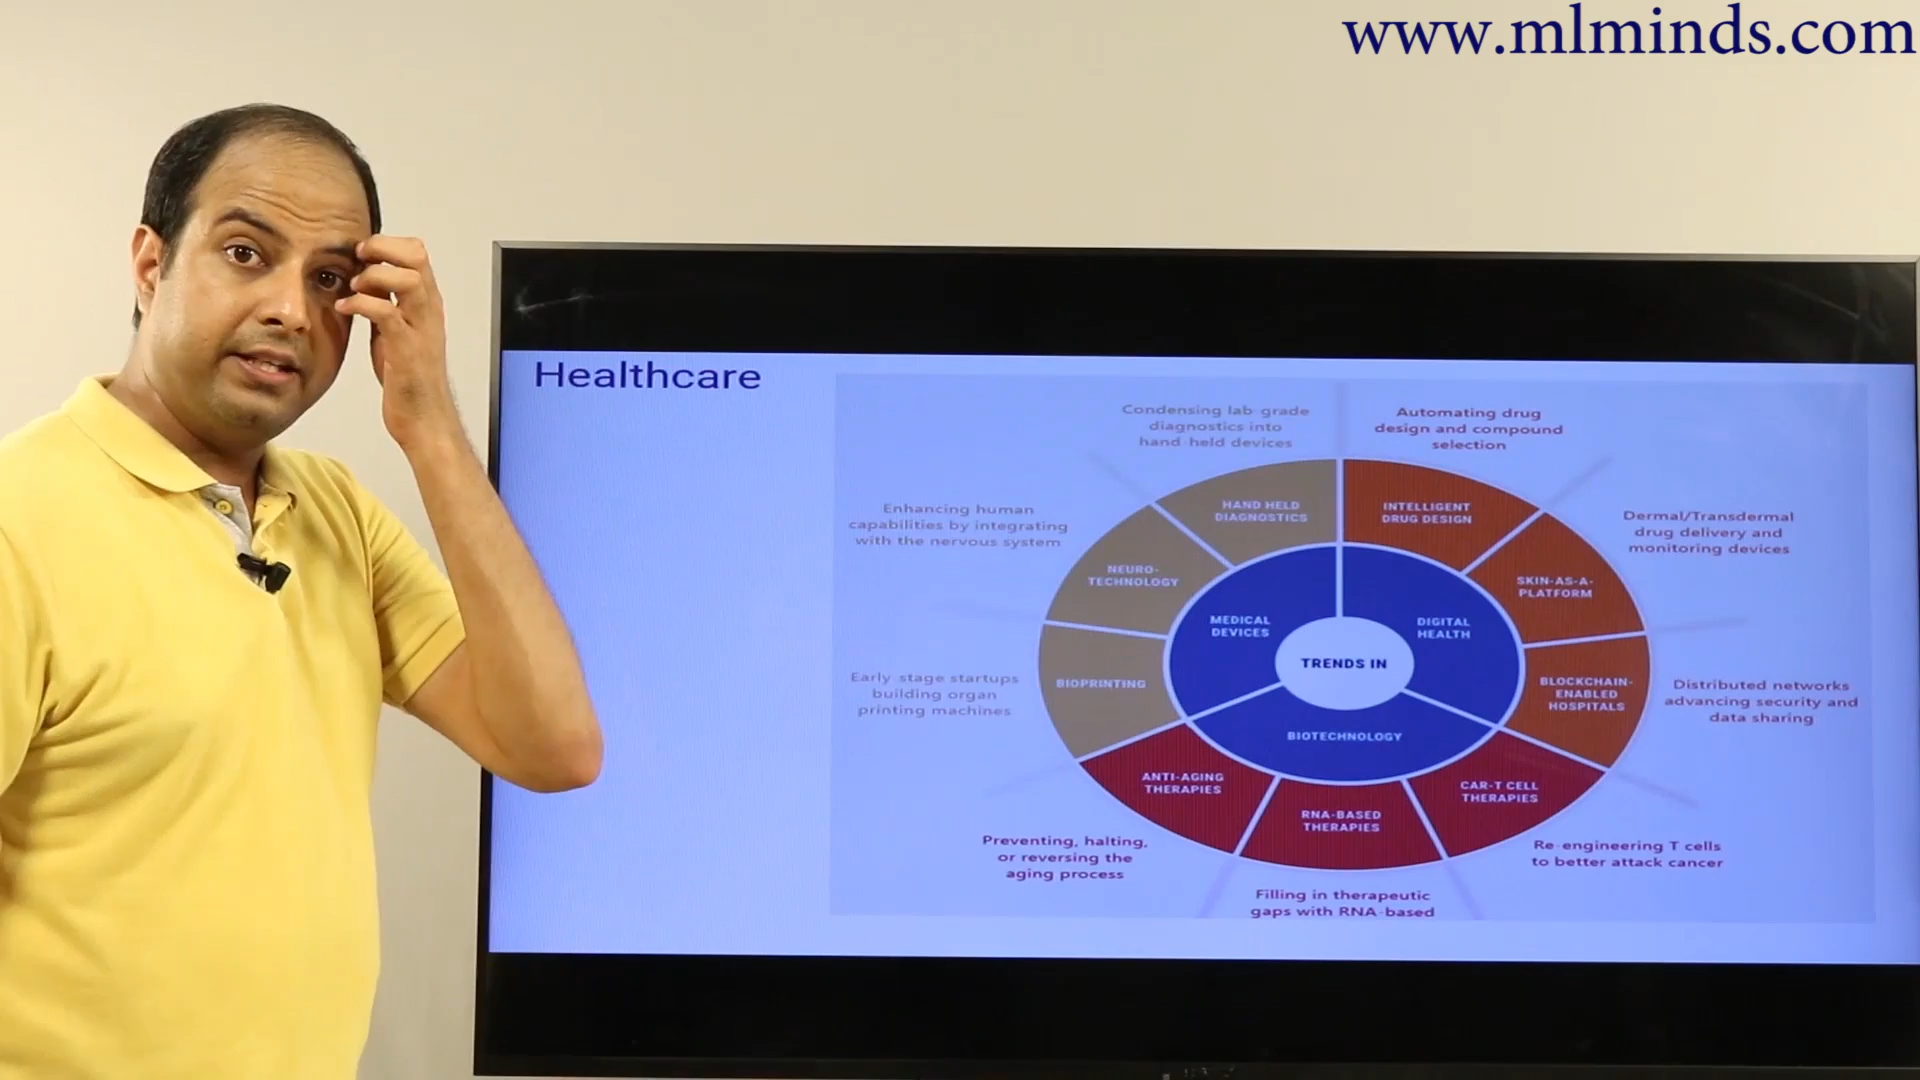 www.mlminds.com
Healthcare
Condensing lab-grade
diagnostics into
hand-held devices
Automating drug
design and compound
selection
Enhancing human
capabilities by integrating
with the nervous system
Dermal/Transdermal
drug delivery and
monitoring devices
HAND HELD
DIAGNOSTICS
INTELLIGENT
DRUG DESIGN
NEURO-
TECHNOLOGY
SKIN-AS-A-
PLATFORM
MEDICAL
DEVICES
DIGITAL
HEALTH
TRENDS IN
Early-stage startups
building organ
printing machines
BIOPRINTING
BLOCKCHAIN-
ENABLED
HOSPITALS
Distributed networks
advancing security and
data sharing
BIOTECHNOLOGY
ANTI-AGING
THERAPIES
RNA-BASED
THERAPIES
CAR-T CELL
THERAPIES
Preventing, halting,
or reversing the
aging process
Filling in therapeutic
gaps with RNA-based
Re-engineering T cells
to better attack cancer